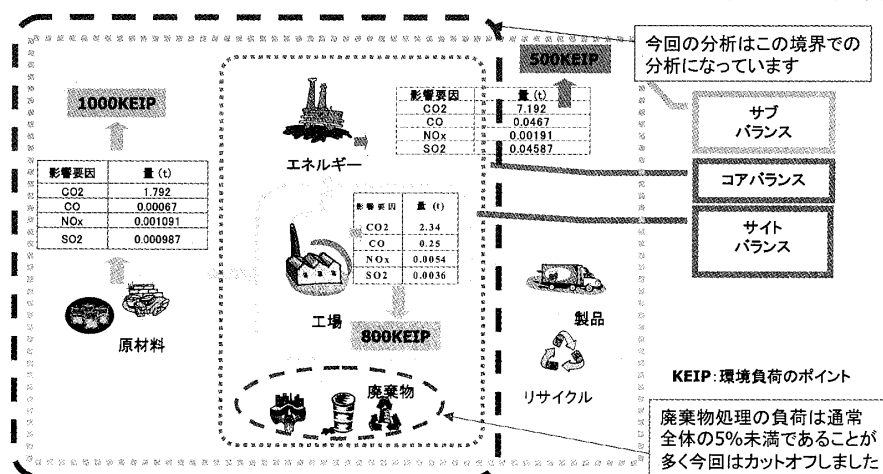 今回の分析はこの境界での
分析になっています
500KEIP
1000KEIP
影響要因 量 (t)
CO2 7.192
CO 0.0467
NOx 0.00191
SO2 0.04587
サブ
バランス
エネルギー
コアバランス
影響要因 量 (t)
CO2 1.792
CO 0.00067
NOx 0.001091
SO2 0.000987
影響要因 量 (t)
CO2 2.34
CO 0.25
NOx 0.0054
SO2 0.0036
サイト
バランス
工場
原材料
800KEIP
製品
リサイクル
廃棄物
KEIP:環境負荷のポイント
廃棄物処理の負荷は通常
全体の5%未満であることが
多く今回はカットオフしました